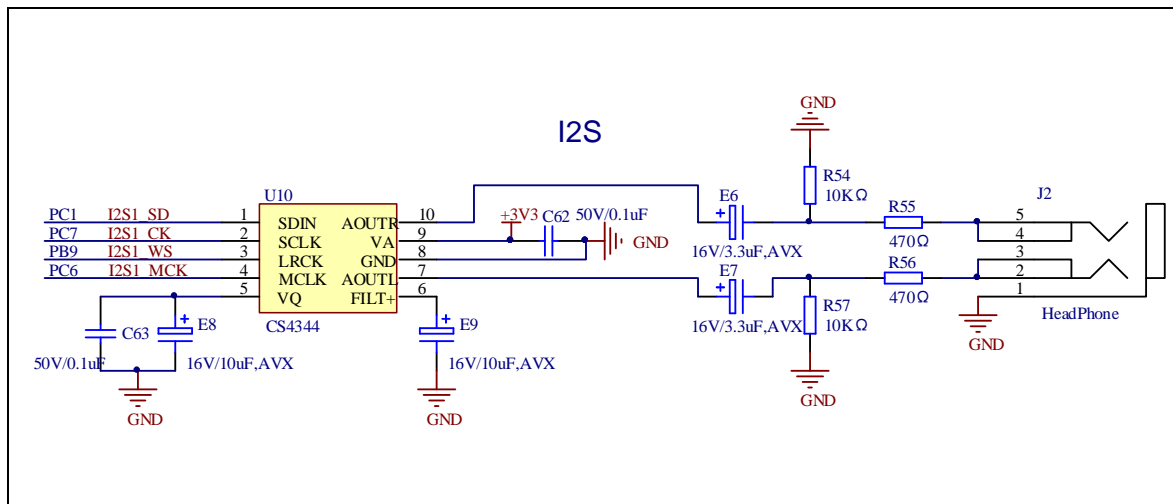 GND
I2S
R54
10KΩ
U10
E6
50V/0.1uF
+3V3
C62
J2
PC1 I2S1_SD 1 SDIN AOUTR 10
PC7 I2S1_CK 2 SCLK VA 9
PB9 I2S1_WS 3 LRCK GND 8
PC6 I2S1_MCK 4 MCLK AOUTL 7
5 VQ FILT+ 6
GND
R55
470Ω
5
4
16V/3.3uF,AVX
E7
R56
470Ω
3
2
1
16V/3.3uF,AVX
R57
10KΩ
HeadPhone
GND
C63
E8
CS4344
E9
50V/0.1uF
16V/10uF,AVX
16V/10uF,AVX
GND
GND
GND